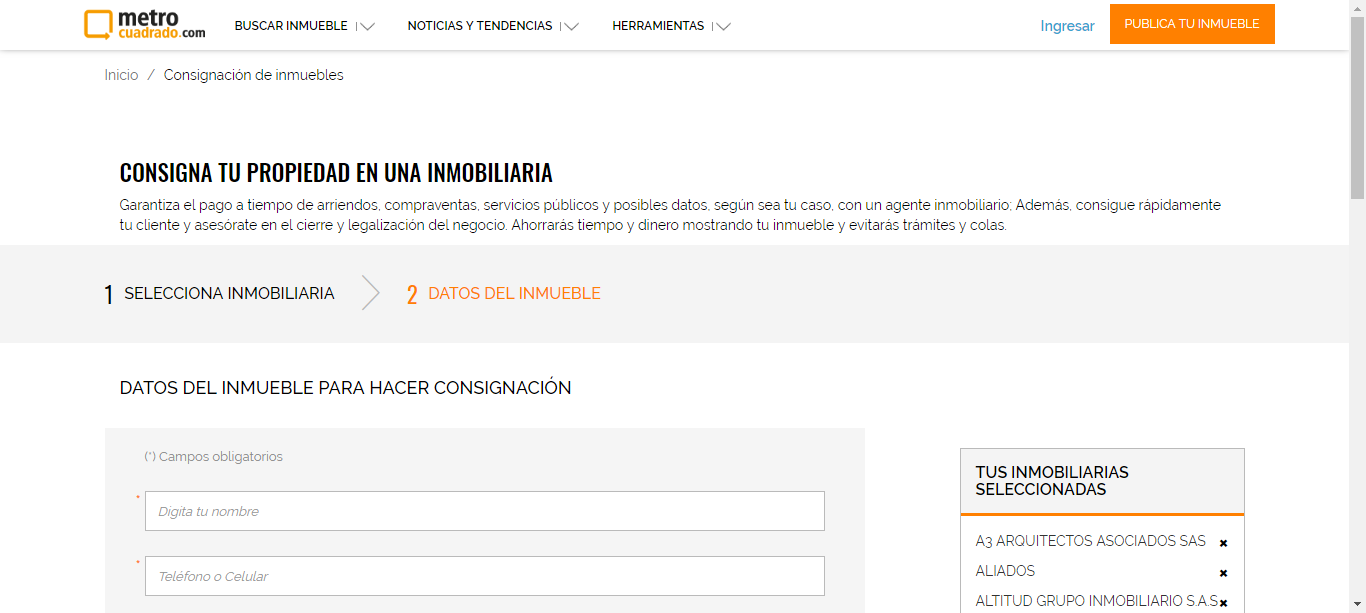 metro
cuadrado.com
BUSCAR INMUEBLE
NOTICIAS Y TENDENCIAS
HERRAMIENTAS
Ingresar
PUBLICA TU INMUEBLE
Inicio / Consignación de inmuebles
CONSIGNA TU PROPIEDAD EN UNA INMOBILIARIA
Garantiza el pago a tiempo de arriendos, compraventas, servicios públicos y posibles datos, según sea tu caso, con un agente inmobiliario; Además, consigue rápidamente
tu cliente y asesórate en el cierre y legalización del negocio. Ahorrarás tiempo y dinero mostrando tu inmueble y evitarás trámites y colas.
1 SELECCIONA INMOBILIARIA
2 DATOS DEL INMUEBLE
DATOS DEL INMUEBLE PARA HACER CONSIGNACIÓN
(*) Campos obligatorios
* Digita tu nombre
* Teléfono o Celular
TUS INMOBILIARIAS
SELECCIONADAS
A3 ARQUITECTOS ASOCIADOS SAS
ALIADOS
ALTITUD GRUPO INMOBILIARIO S.A.S